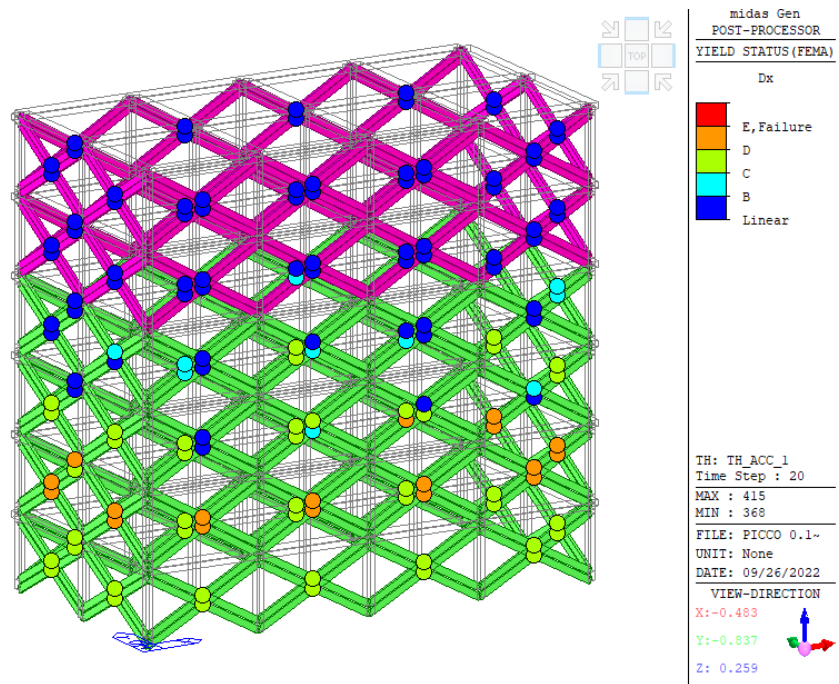 TOP
midas Gen
POST-PROCESSOR
YIELD STATUS(FEMA)
Dx
E,Failure
D
C
B
Linear
TH: TH_ACC_1
Time Step : 20
MAX : 415
MIN : 368
FILE: PICCO 0.1~
UNIT: None
DATE: 09/26/2022
VIEW-DIRECTION
X:-0.483
Y:-0.837
Z: 0.259